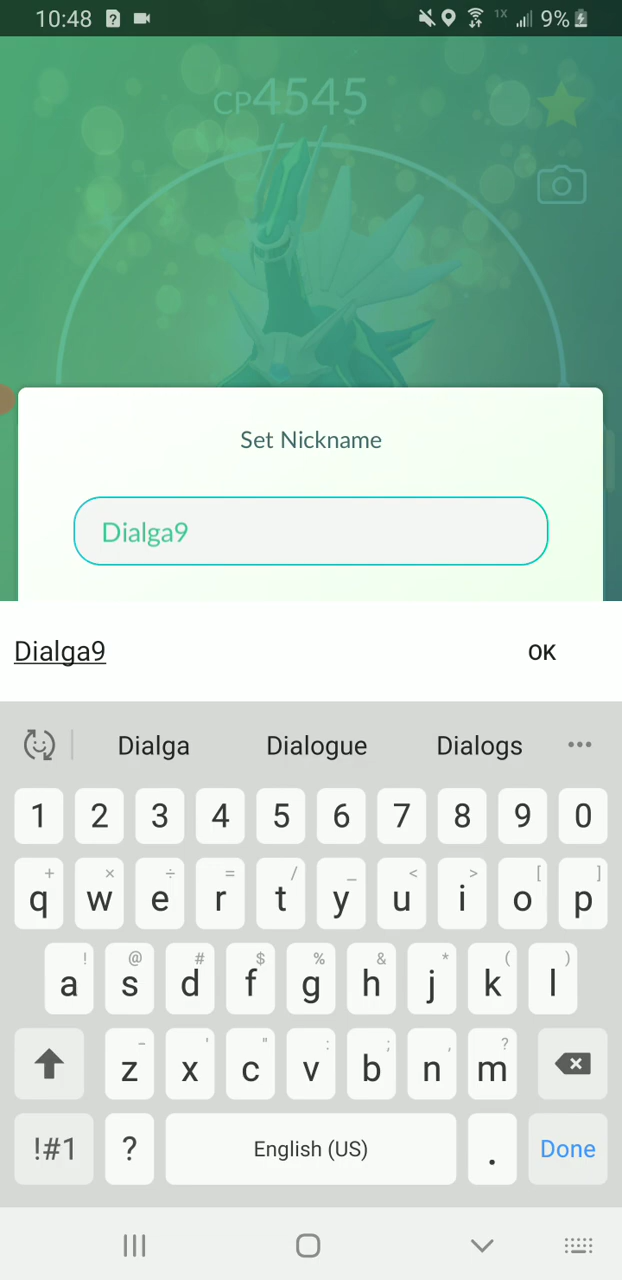 10:48 1X 9%
CP4545
Set Nickname
Dialga9
Dialga9 OK
Dialga Dialogue Dialogs
1 2 3 4 5 6 7 8 9 0
+ × ÷ = / _ < > [ ]
q w e r t y u i o p
! @ # $ % & * ( )
a s d f g h j k l
- ' " : ; , ?
z x c v b n m
!#1 ? English (US) . Done